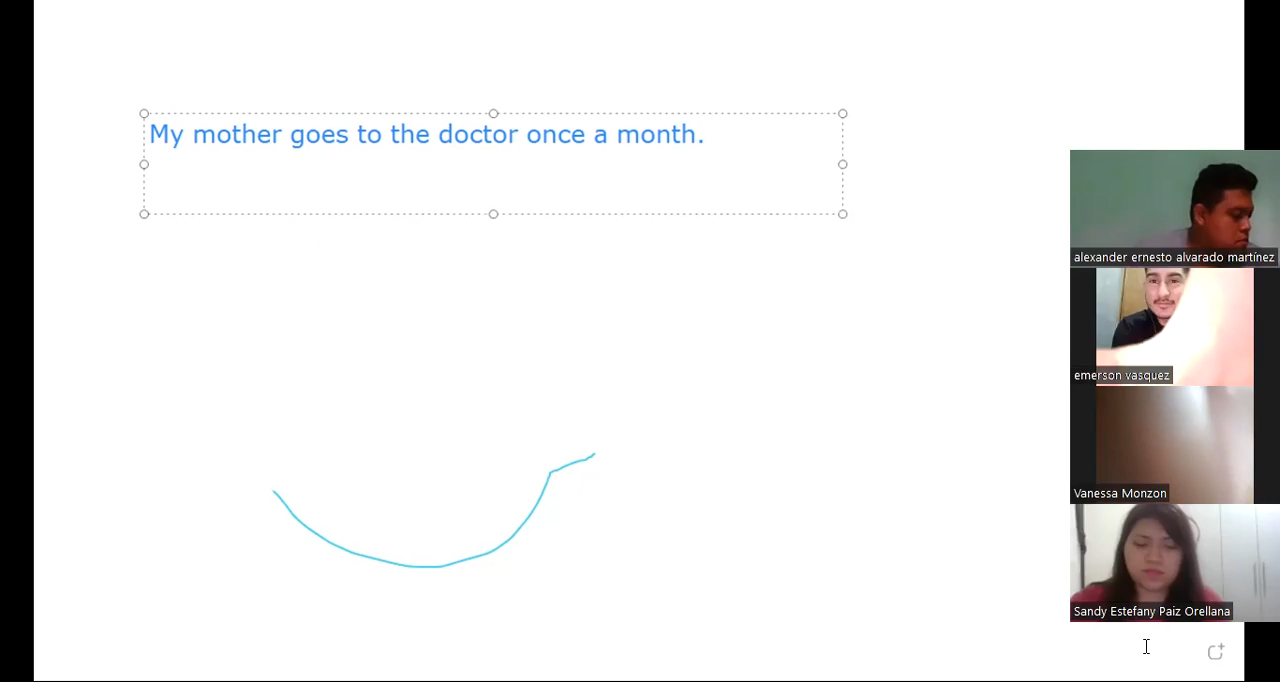 My mother goes to the doctor once a month.
alexander ernesto alvarado martínez
emerson vasquez
Vanessa Monzon
Sandy Estefany Paiz Orellana